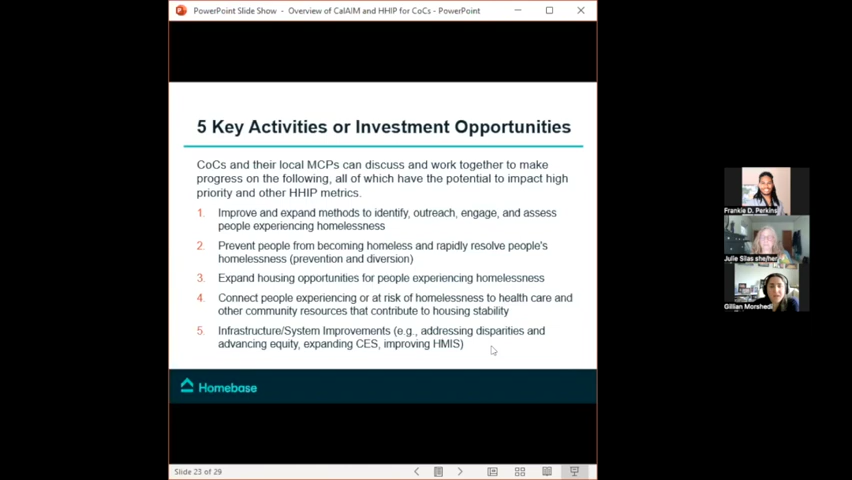 PowerPoint Slide Show - Overview of CalAIM and HHIP for CoCs - PowerPoint
5 Key Activities or Investment Opportunities
CoCs and their local MCPs can discuss and work together to make
progress on the following, all of which have the potential to impact high
priority and other HHIP metrics.
1. Improve and expand methods to identify, outreach, engage, and assess
people experiencing homelessness
2. Prevent people from becoming homeless and rapidly resolve people's
homelessness (prevention and diversion)
3. Expand housing opportunities for people experiencing homelessness
4. Connect people experiencing or at risk of homelessness to health care and
other community resources that contribute to housing stability
5. Infrastructure/System Improvements (e.g., addressing disparities and
advancing equity, expanding CES, improving HMIS)
Homebase
Slide 23 of 29
Frankie D. Perkins
Julie Silas she/her
Gillian Morshedi